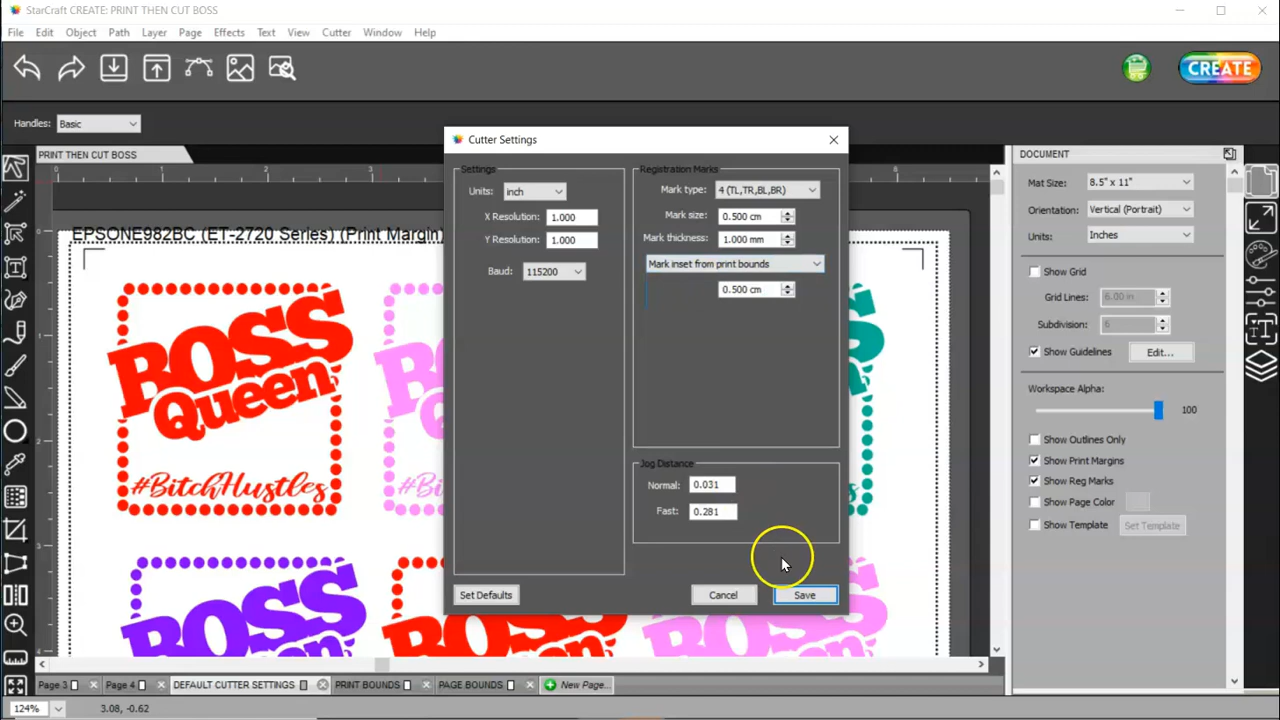 StarCraft CREATE: PRINT THEN CUT BOSS
File Edit Object Path Layer Page Effects Text View Cutter Window Help
CREATE
Handles: Basic
PRINT THEN CUT BOSS
0 1 2 6
EPSONE982BC (ET-2720 Series) (Print Margin)
BOSS
Queen
#BitchHustles
BOSS
Cutter Settings
Settings
Units: inch
X Resolution: 1.000
Y Resolution: 1.000
Baud: 115200
Registration Marks
Mark type: 4 (TL,TR,BL,BR)
Mark size: 0.500 cm
Mark thickness: 1.000 mm
Mark inset from print bounds
0.500 cm
Jog Distance
Normal: 0.031
Fast: 0.281
Set Defaults Cancel Save
DOCUMENT
Mat Size: 8.5" x 11"
Orientation: Vertical (Portrait)
Units: Inches
Show Grid
Grid Lines: 6.00 in
Subdivision: 6
Show Guidelines Edit...
Workspace Alpha:
100
Show Outlines Only
Show Print Margins
Show Reg Marks
Show Page Color
Show Template Set Template
Page 3 Page 4 DEFAULT CUTTER SETTINGS PRINT BOUNDS PAGE BOUNDS New Page...
124% 3.08, -0.62